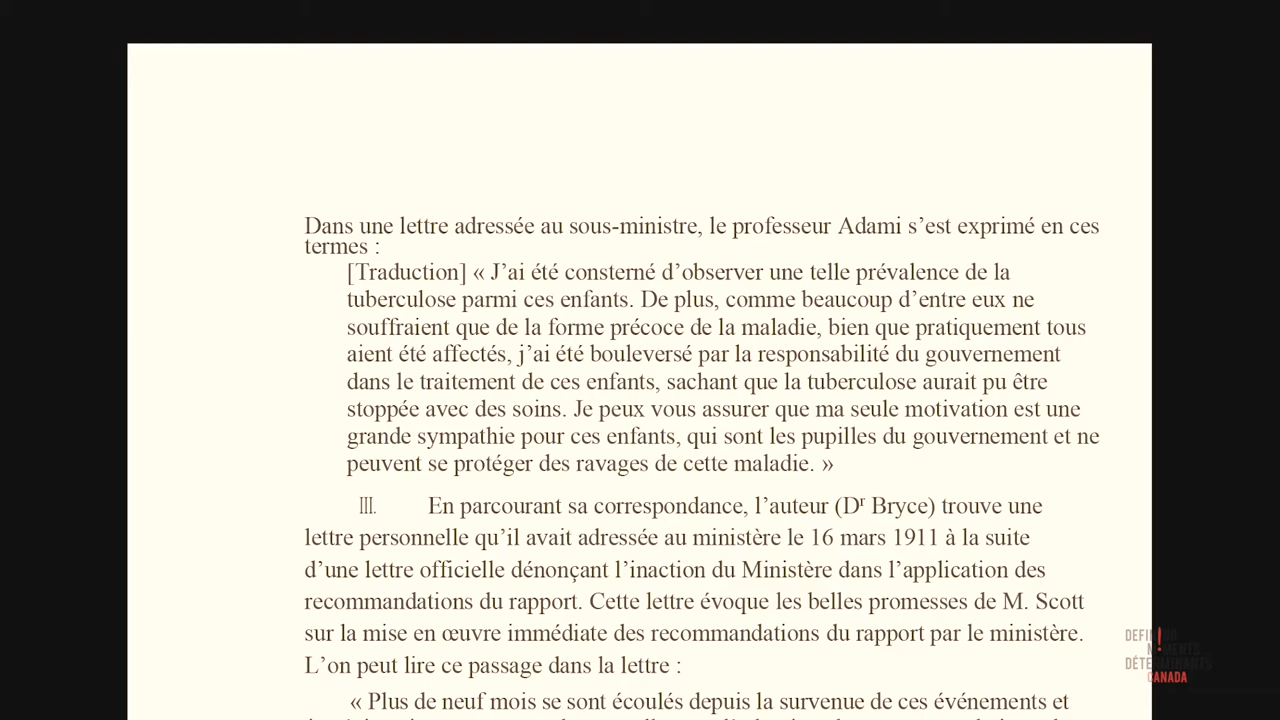 Dans une lettre adressée au sous-ministre, le professeur Adami s’est exprimé en ces
termes :
[Traduction] « J’ai été consterné d’observer une telle prévalence de la
tuberculose parmi ces enfants. De plus, comme beaucoup d’entre eux ne
souffraient que de la forme précoce de la maladie, bien que pratiquement tous
aient été affectés, j’ai été bouleversé par la responsabilité du gouvernement
dans le traitement de ces enfants, sachant que la tuberculose aurait pu être
stoppée avec des soins. Je peux vous assurer que ma seule motivation est une
grande sympathie pour ces enfants, qui sont les pupilles du gouvernement et ne
peuvent se protéger des ravages de cette maladie. »
III. En parcourant sa correspondance, l’auteur (Dʳ Bryce) trouve une
lettre personnelle qu’il avait adressée au ministère le 16 mars 1911 à la suite
d’une lettre officielle dénonçant l’inaction du Ministère dans l’application des
recommandations du rapport. Cette lettre évoque les belles promesses de M. Scott
sur la mise en œuvre immédiate des recommandations du rapport par le ministère.
L’on peut lire ce passage dans la lettre :
« Plus de neuf mois se sont écoulés depuis la survenue de ces événements et
DEFINING
MOMENTS
DÉTERMINANTS
CANADA